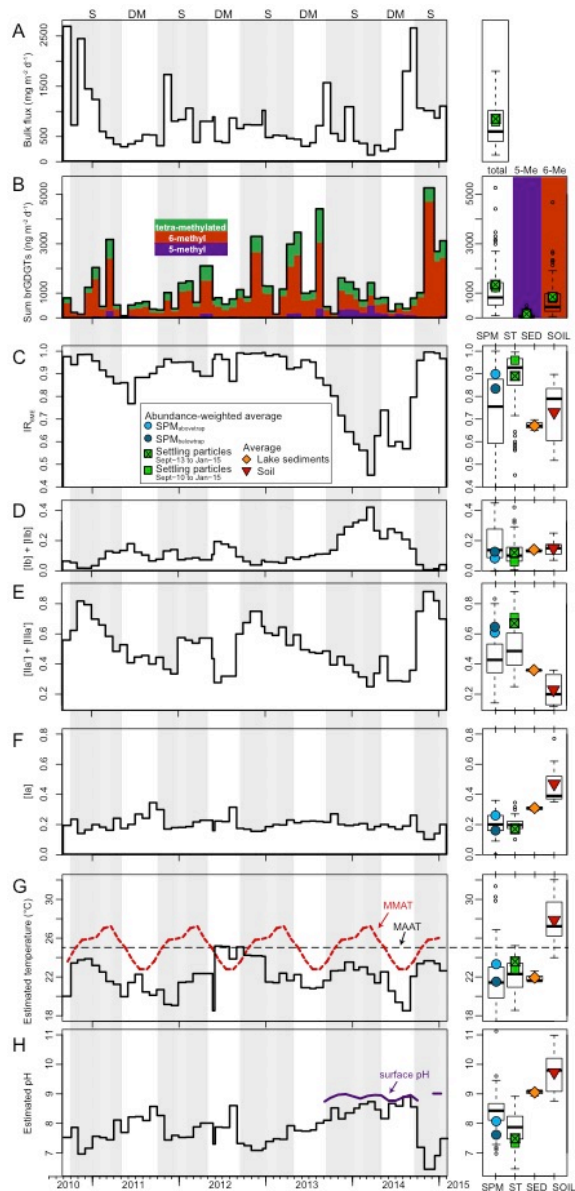 S DM S DM S DM S DM S
A
Bulk flux (mg m⁻² d⁻¹)
2500
1500
500
0
B
Sum brGDGTs (ng m⁻² d⁻¹)
5000
3000
1000
0
tetra-methylated
6-methyl
5-methyl
total 5-Me 6-Me
5000
3000
1000
0
SPM ST SED SOIL
C
IR6ME
1.0
0.9
0.8
0.7
0.6
0.5
0.4
Abundance-weighted average
SPMabovetrap
SPMbelowtrap
Settling particles
Sept-13 to Jan-15
Settling particles
Sept-10 to Jan-15
Average
Lake sediments
Soil
D
[Ib] + [IIb]
0.4
0.2
0.0
E
[IIa'] + [IIIa']
0.8
0.6
0.4
0.2
F
[Ia]
0.8
0.6
0.4
0.2
0.0
G
Estimated temperature (°C)
30
26
22
18
MMAT
MAAT
H
Estimated pH
11
10
9
8
7
surface pH
2010 2011 2012 2013 2014 2015
SPM ST SED SOIL